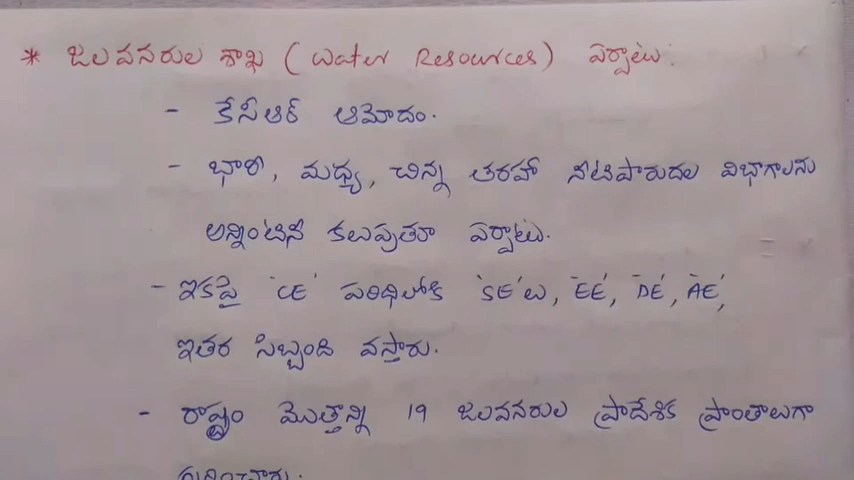 * జలవనరుల శాఖ (Water Resources) ఏర్పాటు.
- కేసీఆర్ ఆమోదం.
- భారీ, మధ్య, చిన్న తరహా నీటిపారుదల విభాగాలను
అన్నింటినీ కలుపుతూ ఏర్పాటు.
- ఇకపై 'CE' పరిధిలోకి 'SE'లు, 'EE', 'DE', 'AE',
ఇతర సిబ్బంది వస్తారు.
- రాష్ట్రం మొత్తాన్ని 19 జలవనరుల ప్రాదేశిక ప్రాంతాలుగా